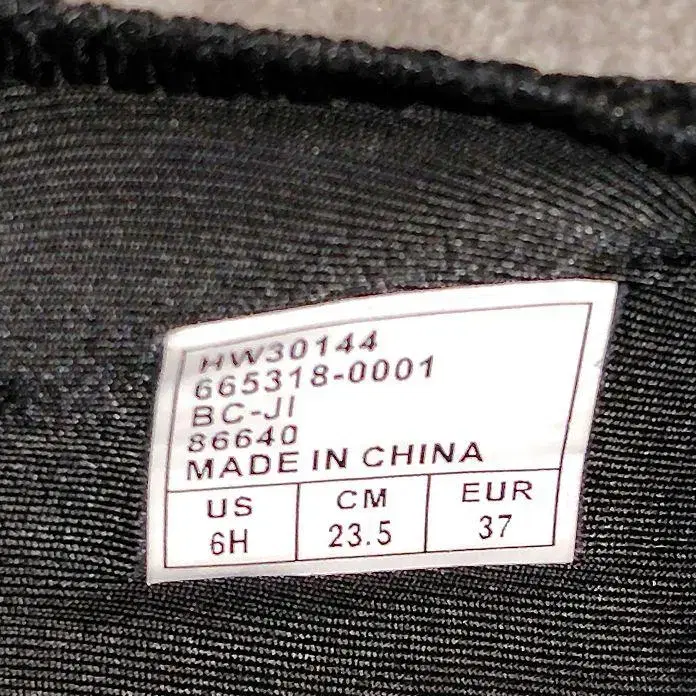 HW30144
665318-0001
BC-JI
86640
MADE IN CHINA
US CM EUR
6H 23.5 37